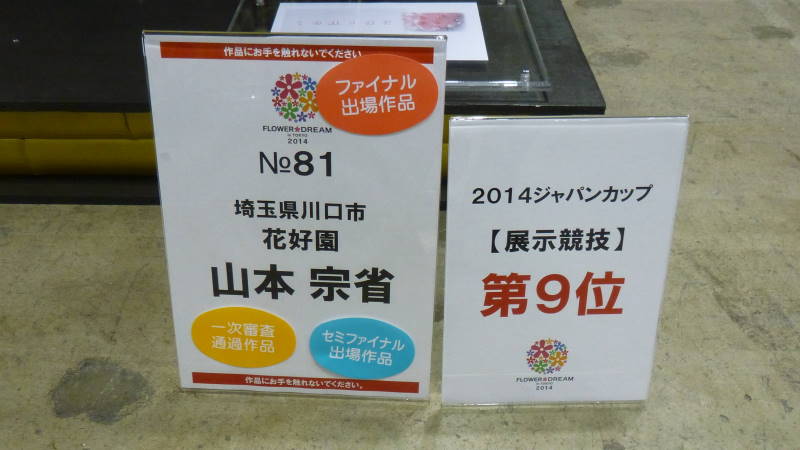 作品にお手を触れないでください。
ファイナル
出場作品
FLOWER★DREAM
in TOKYO
2014
№81
埼玉県川口市
花好園
山本 宗省
一次審査
通過作品
セミファイナル
出場作品
作品にお手を触れないでください。
2014ジャパンカップ
【展示競技】
第9位
FLOWER★DREAM
in TOKYO
2014